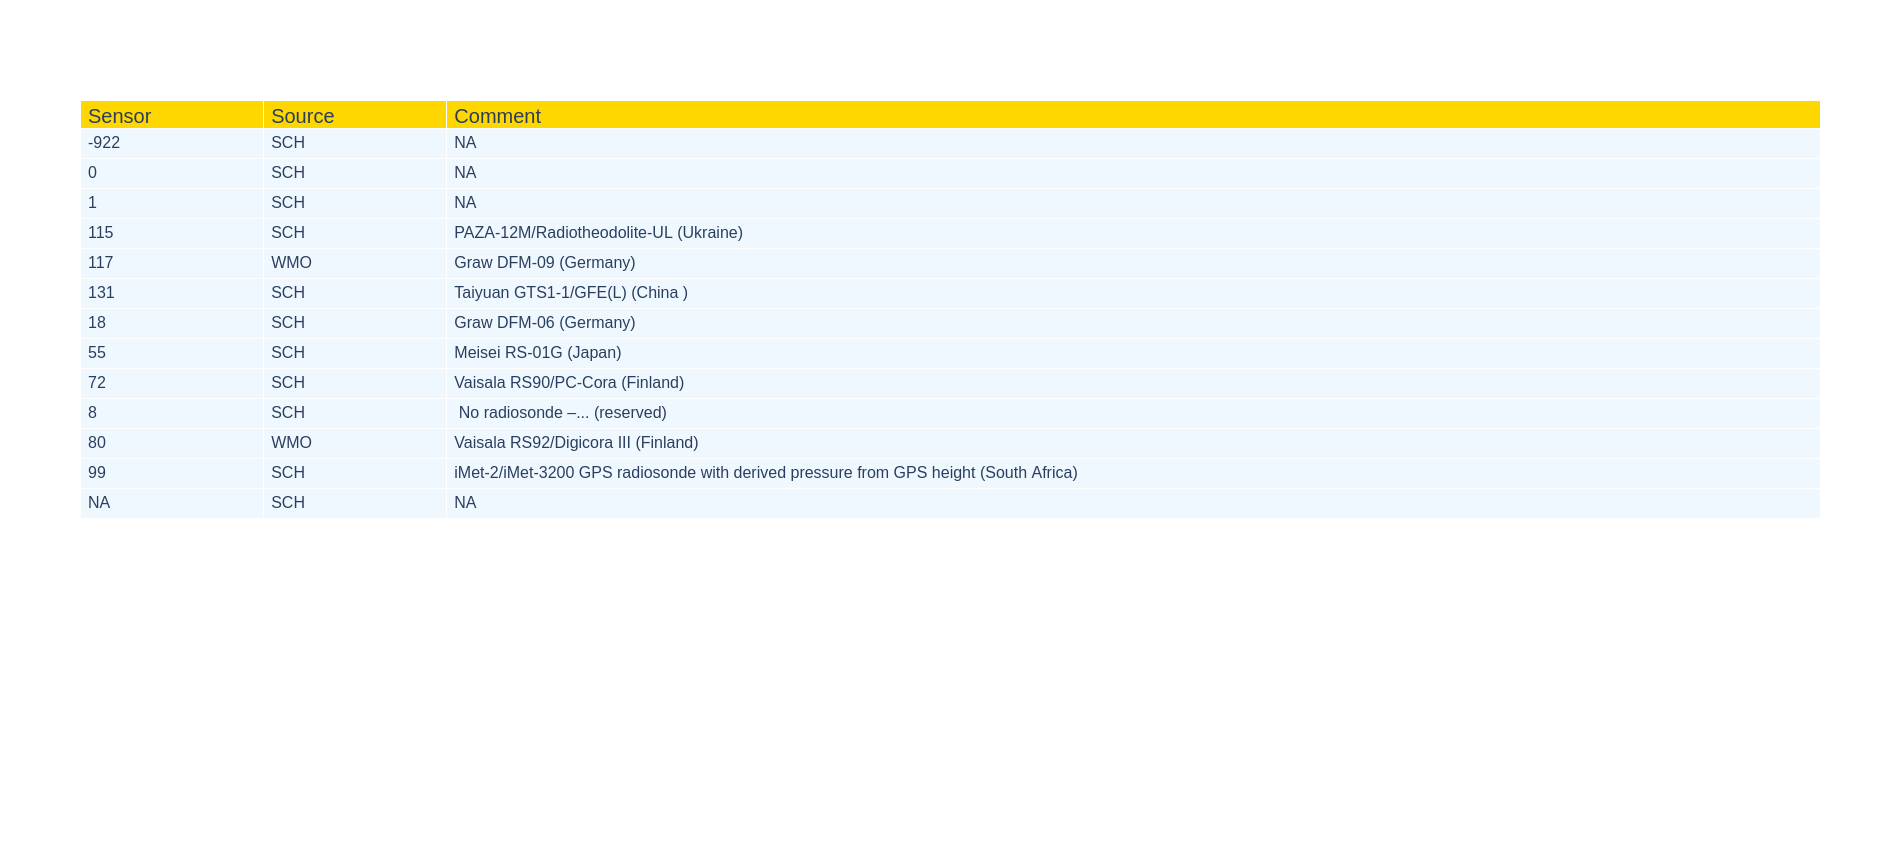 Sensor Source Comment
-922 SCH NA
0 SCH NA
1 SCH NA
115 SCH PAZA-12M/Radiotheodolite-UL (Ukraine)
117 WMO Graw DFM-09 (Germany)
131 SCH Taiyuan GTS1-1/GFE(L) (China )
18 SCH Graw DFM-06 (Germany)
55 SCH Meisei RS-01G (Japan)
72 SCH Vaisala RS90/PC-Cora (Finland)
8 SCH No radiosonde –... (reserved)
80 WMO Vaisala RS92/Digicora III (Finland)
99 SCH iMet-2/iMet-3200 GPS radiosonde with derived pressure from GPS height (South Africa)
NA SCH NA